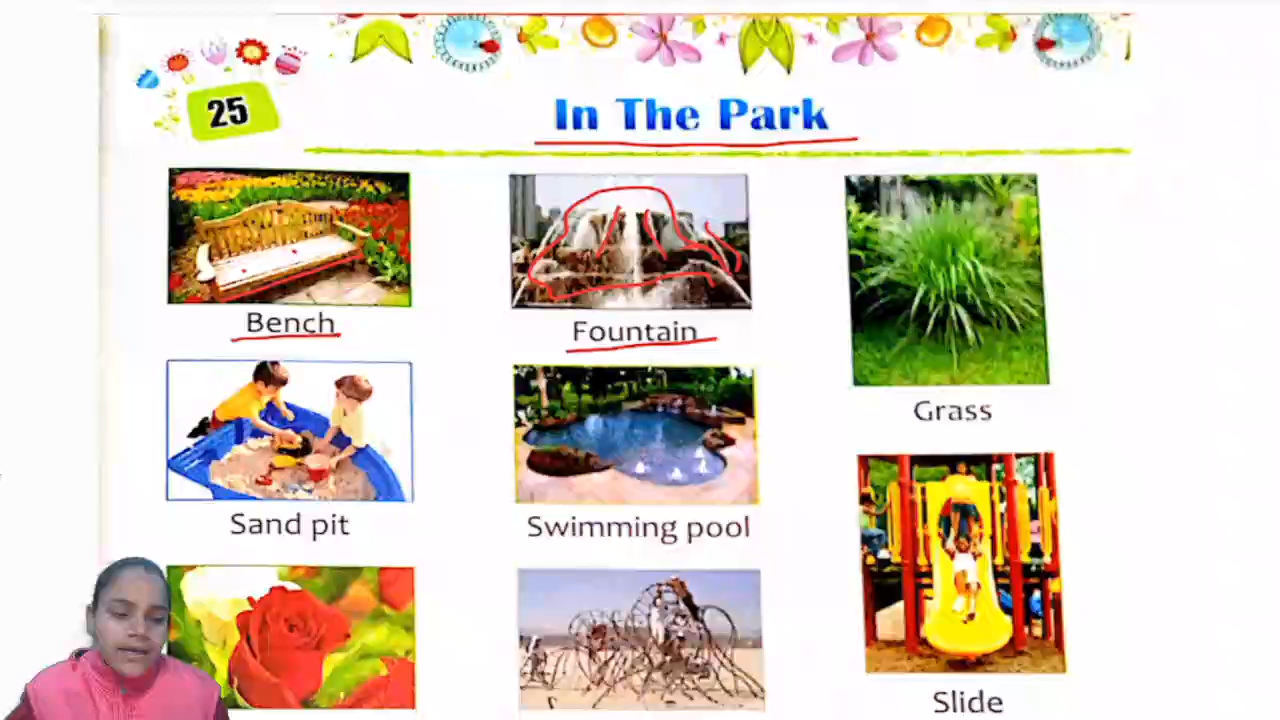 25
In The Park
Bench
Fountain
Grass
Sand pit
Swimming pool
Slide